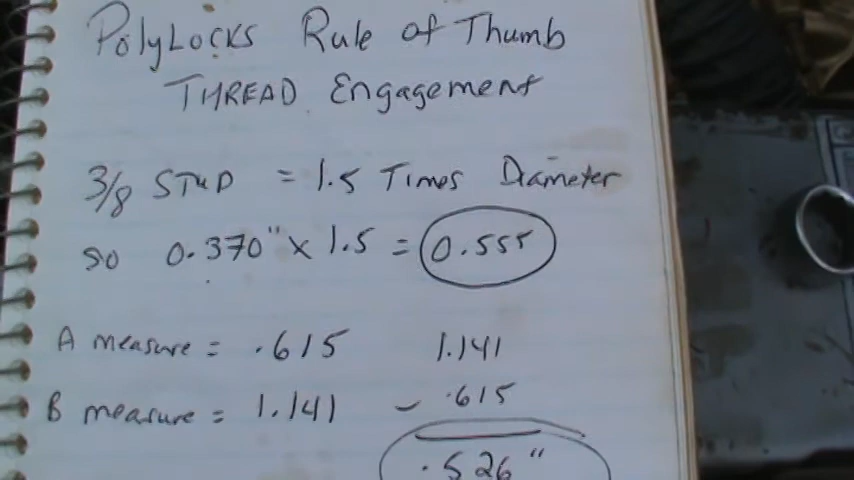 PolyLocks Rule of Thumb
THREAD Engagement
3/8 STUD = 1.5 Times Diameter
so 0.370" x 1.5 = 0.555
A measure = .615 1.141
B measure = 1.141 - .615
.526"